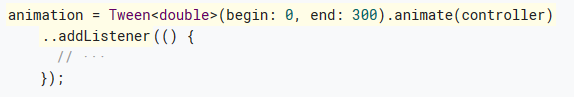 animation = Tween<double>(begin: 0, end: 300).animate(controller)
    ..addListener(() {
      // ···
    });